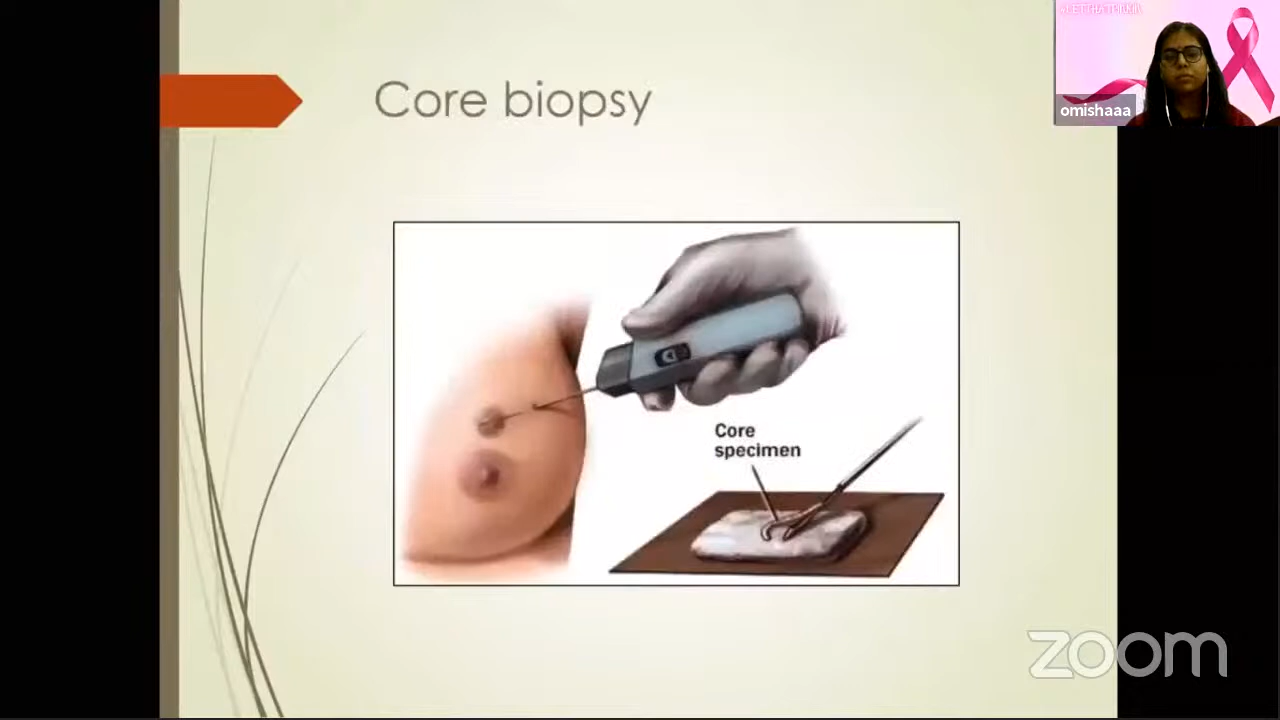 Core biopsy
omishaaa
Core
specimen
zoom